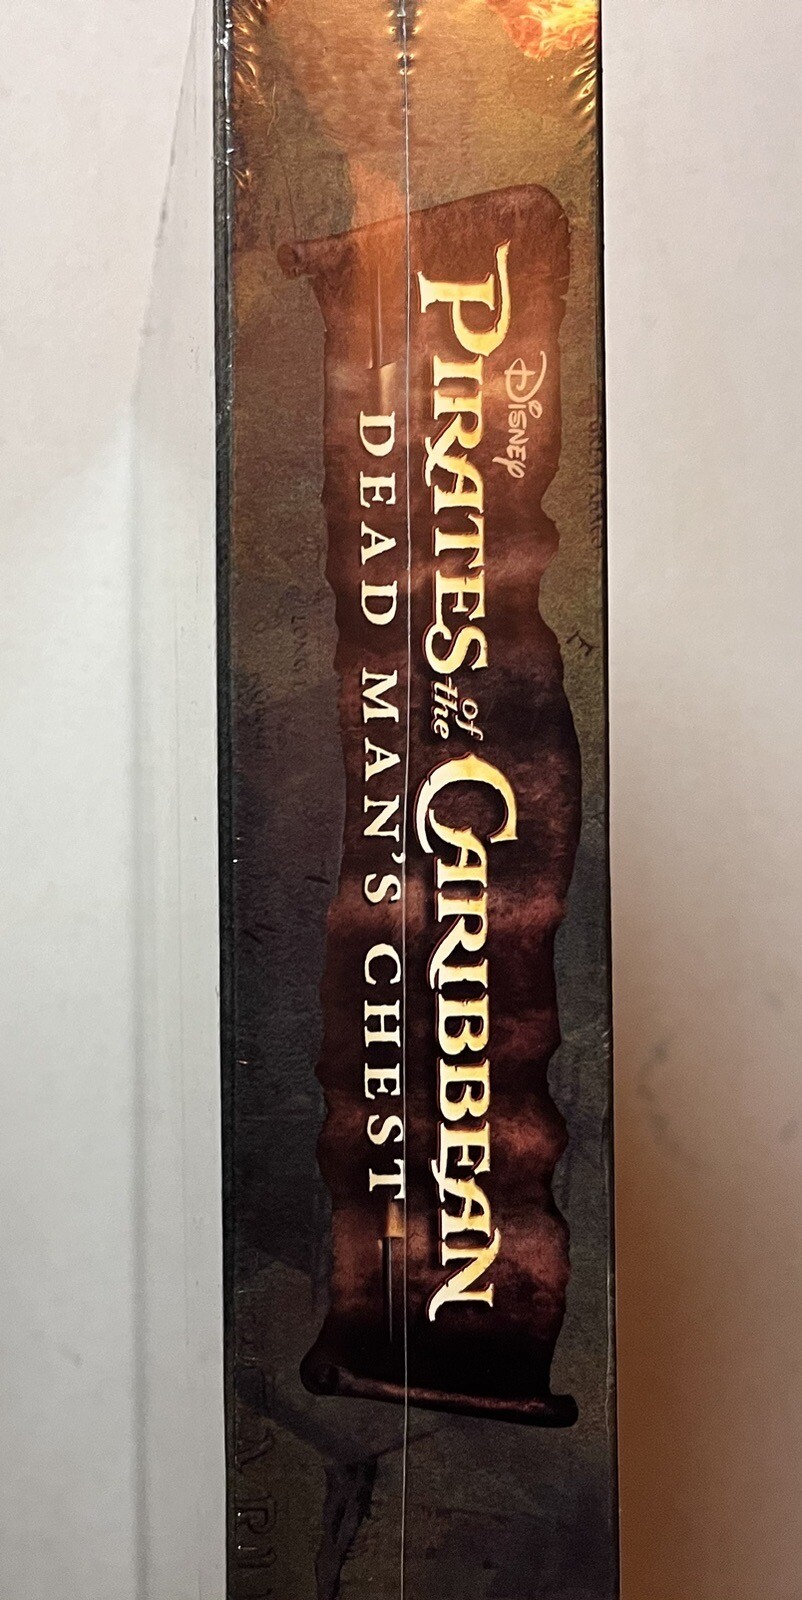 Disney
PIRATES of the CARIBBEAN
DEAD MAN'S CHEST